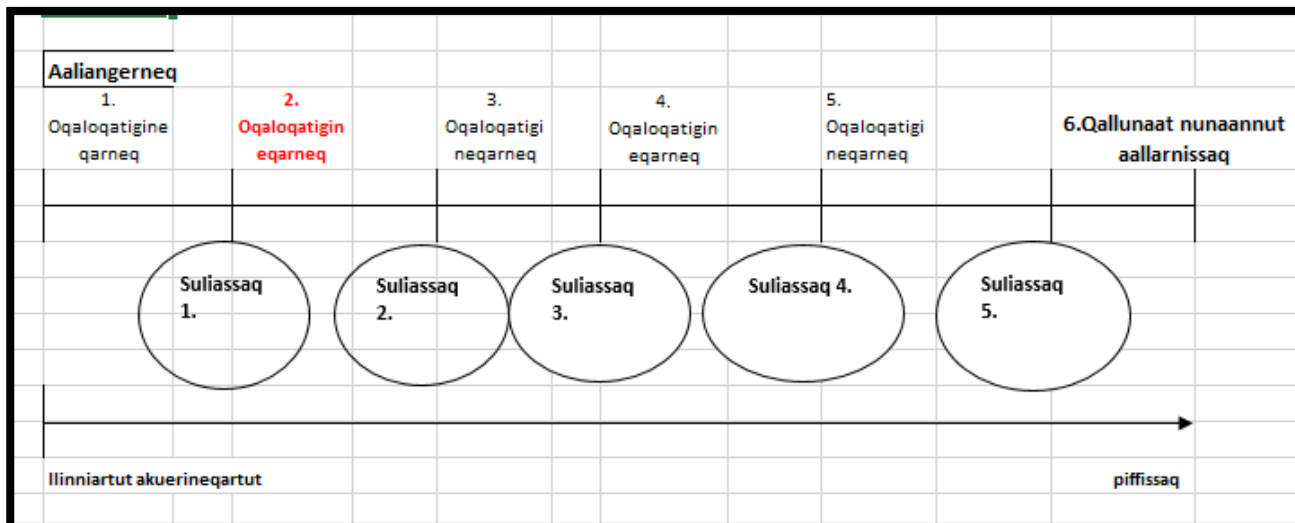 Aaliangerneq
1.
Oqaloqatigine
qarneq
2.
Oqaloqatigin
eqarneq
3.
Oqaloqatigi
neqarneq
4.
Oqaloqatigin
eqarneq
5.
Oqaloqatigi
neqarneq
6.Qallunaat nunaannut
aallarnissaq
Suliassaq
1.
Suliassaq
2.
Suliassaq
3.
Suliassaq 4.
Suliassaq
5.
Ilinniartut akuerineqartut
piffissaq